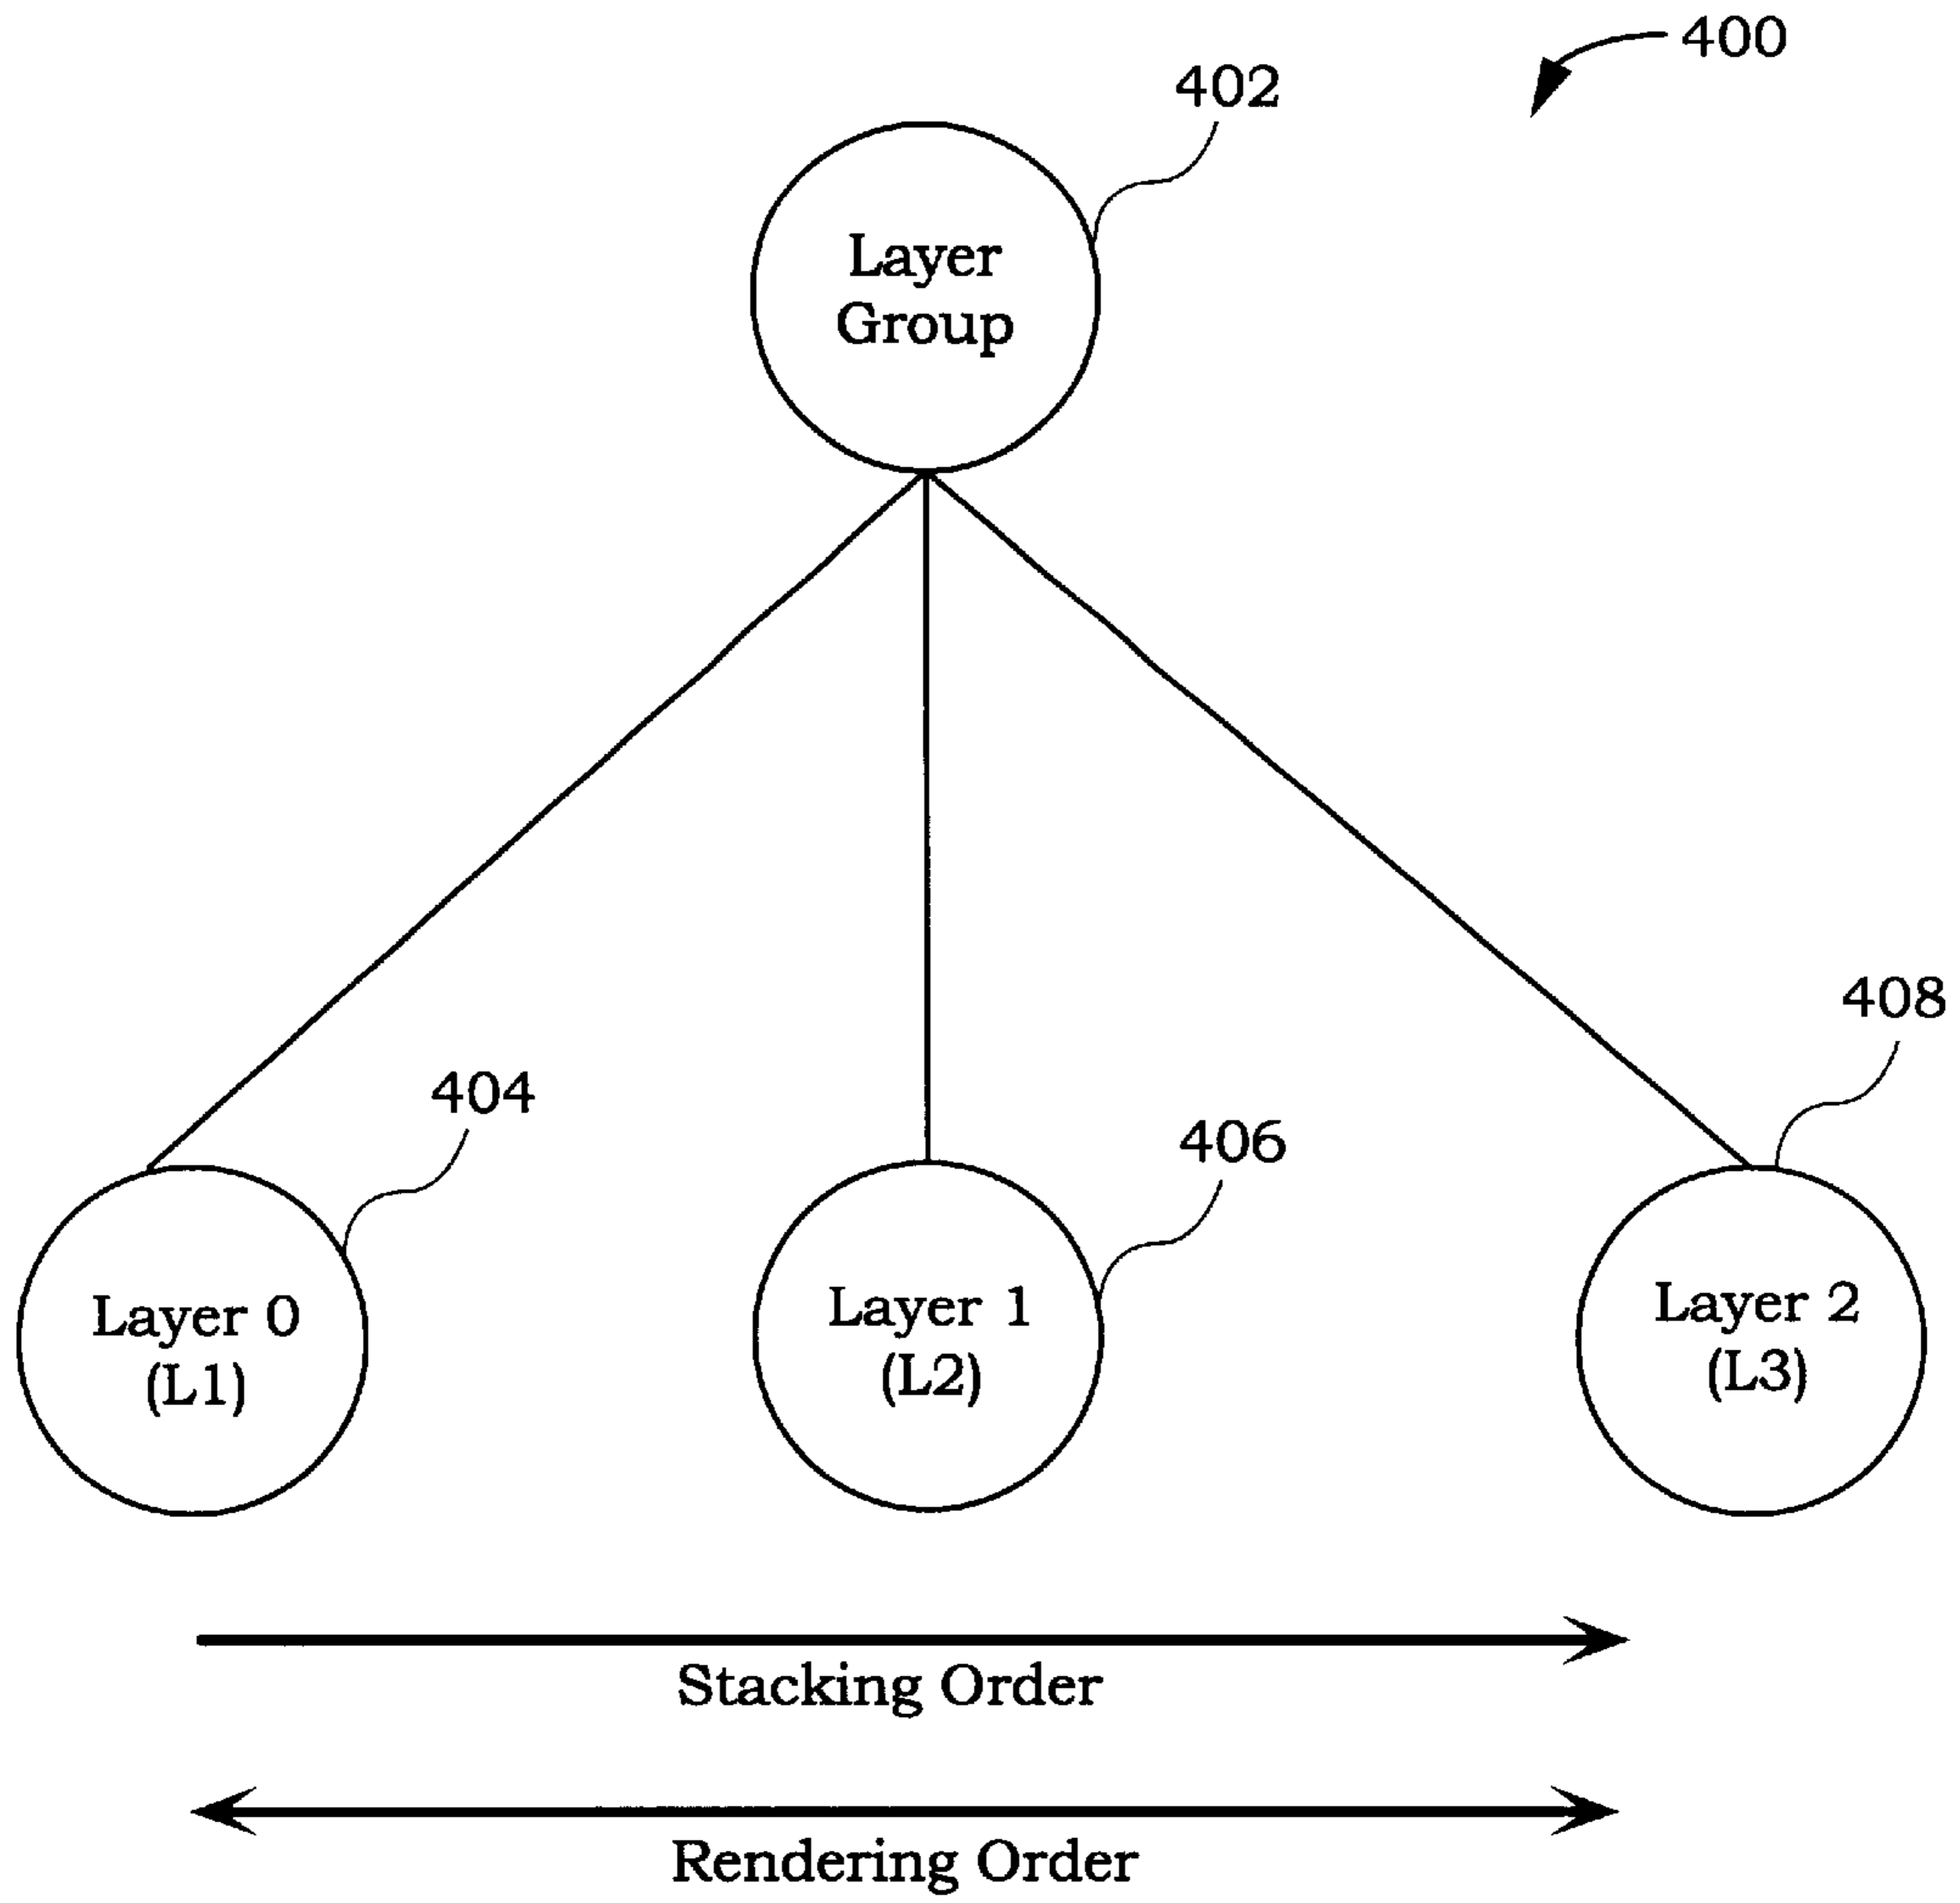 400
402
Layer
Group
408
404
406
Layer 0
(L1)
Layer 1
(L2)
Layer 2
(L3)
Stacking Order
Rendering Order